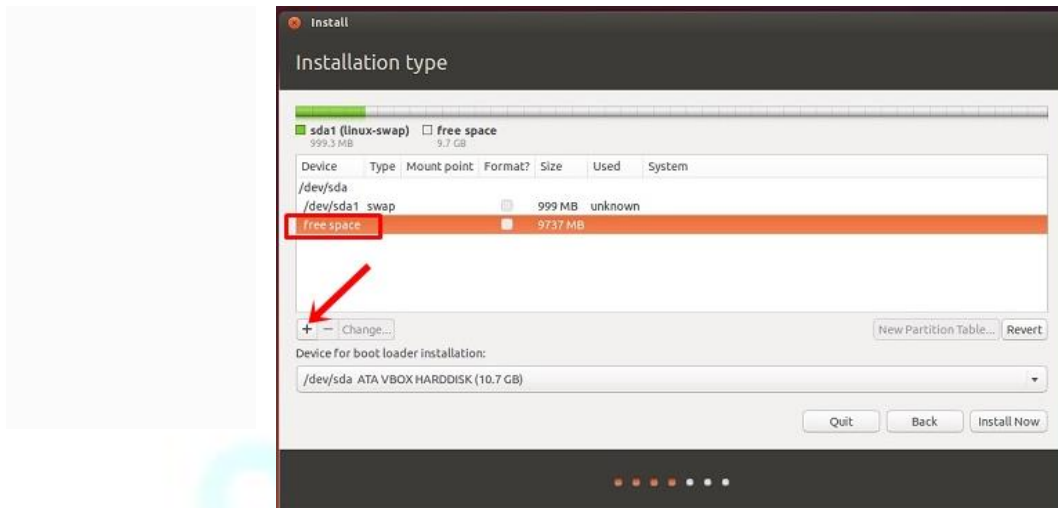 Install
Installation type
sda1 (linux-swap) free space
999.3 MB 9.7 GB
Device Type Mount point Format? Size Used System
/dev/sda
/dev/sda1 swap 999 MB unknown
free space 9737 MB
+ − Change... New Partition Table... Revert
Device for boot loader installation:
/dev/sda ATA VBOX HARDDISK (10.7 GB)
Quit Back Install Now